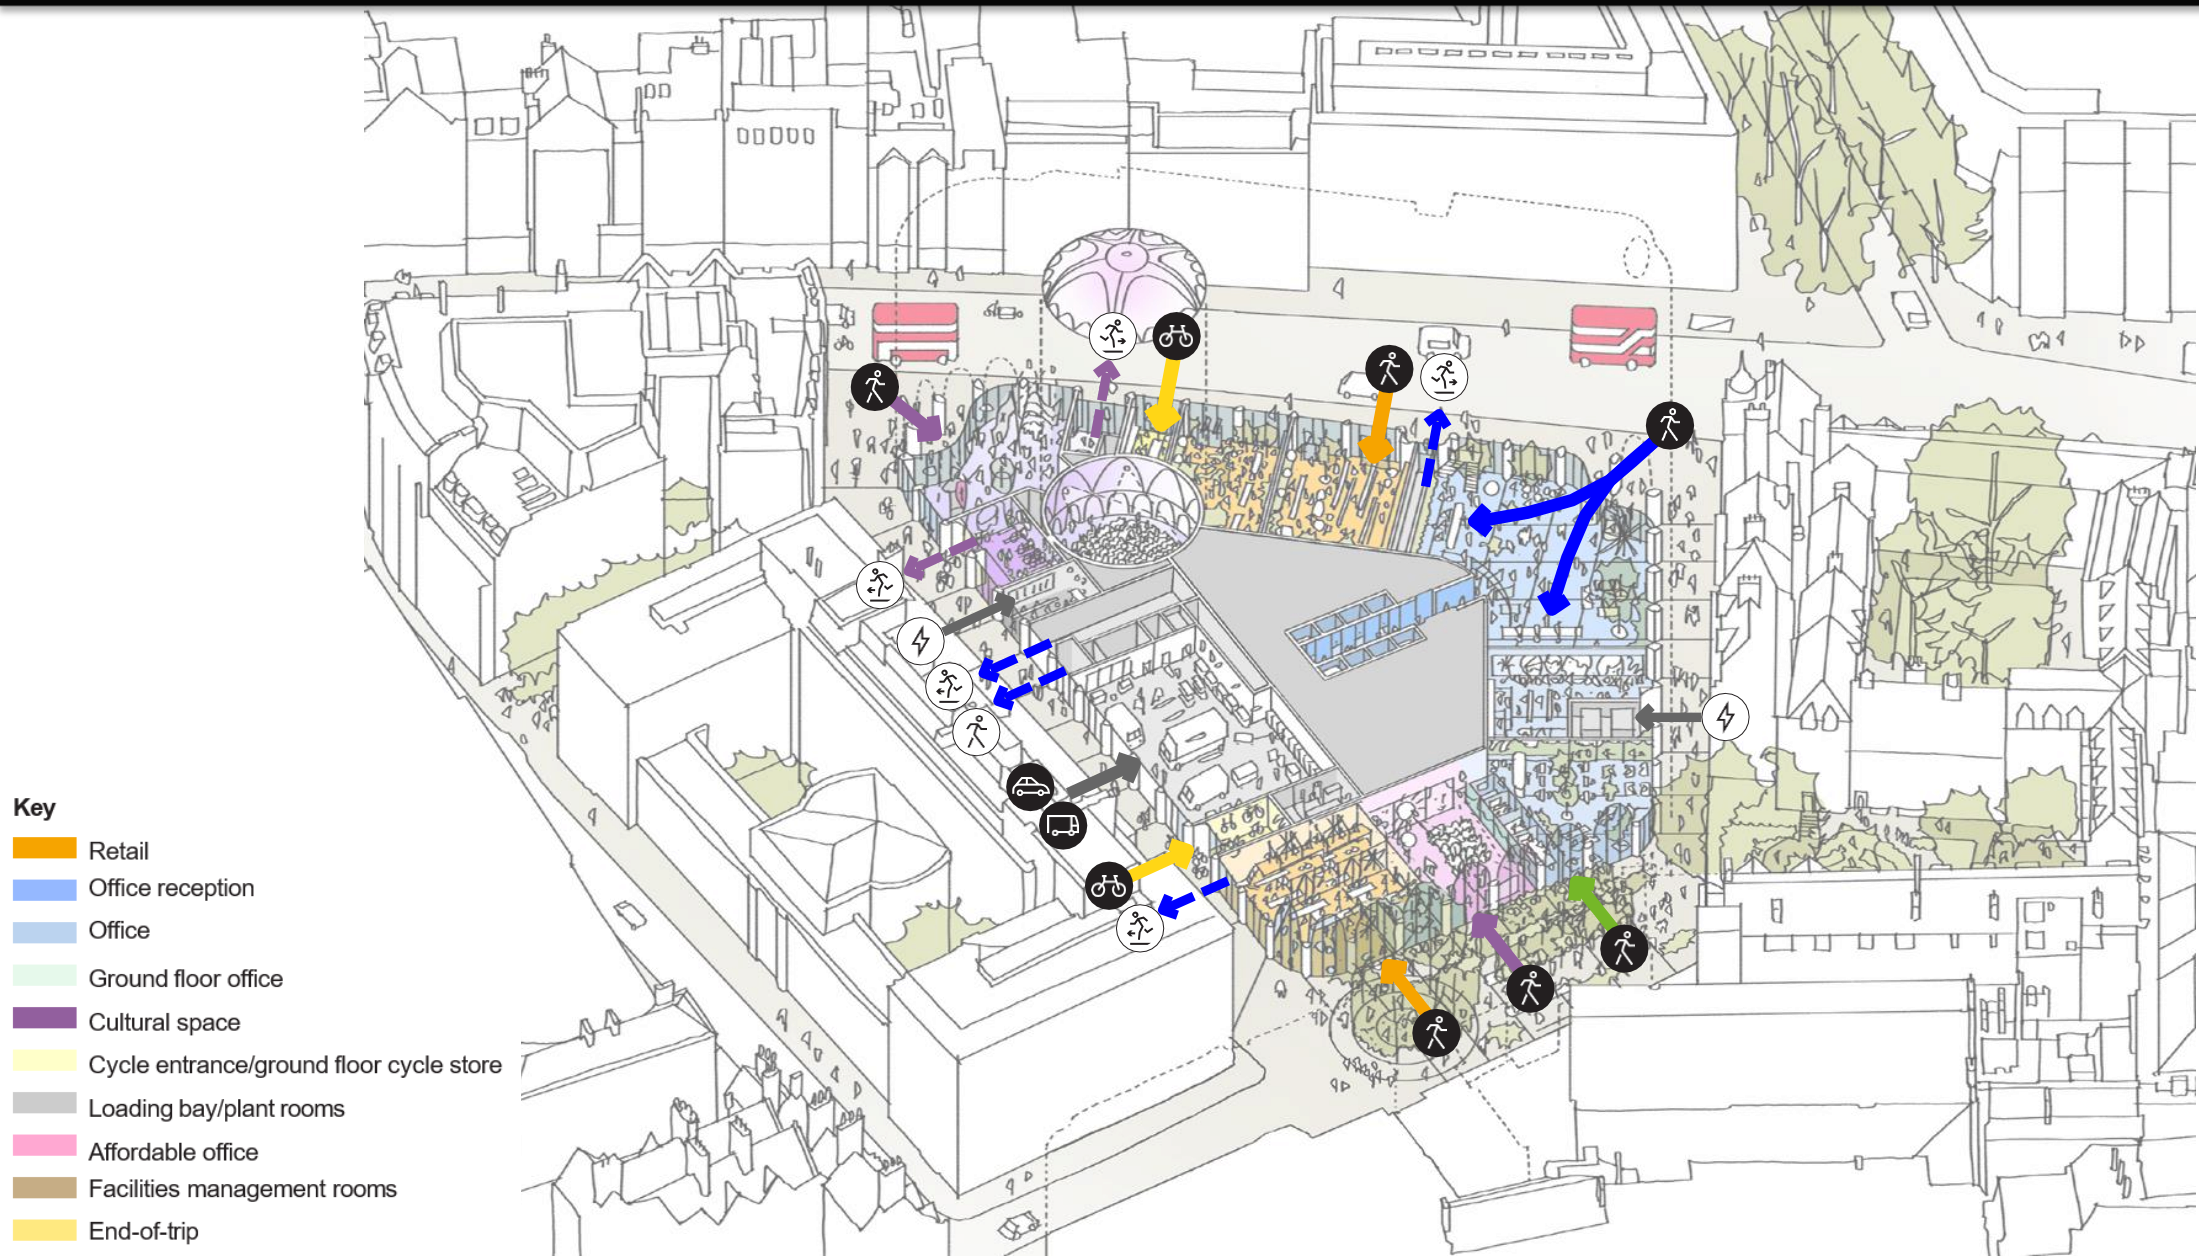 Key
Retail
Office reception
Office
Ground floor office
Cultural space
Cycle entrance/ground floor cycle store
Loading bay/plant rooms
Affordable office
Facilities management rooms
End-of-trip